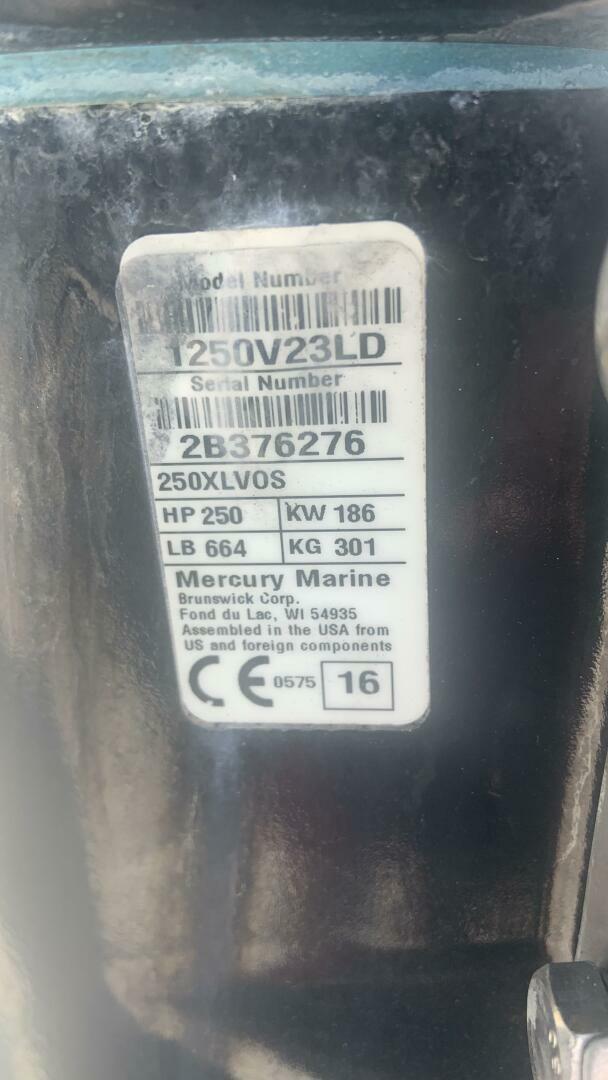 Model Number
1250V23LD
Serial Number
2B376276
250XLVOS
HP 250 KW 186
LB 664 KG 301
Mercury Marine
Brunswick Corp.
Fond du Lac, WI 54935
Assembled in the USA from
US and foreign components
CE 0575 16